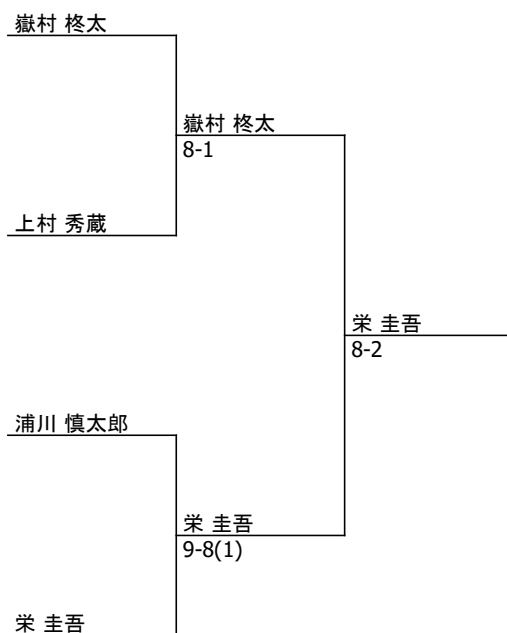 嶽村 柊太
嶽村 柊太
8-1
上村 秀蔵
栄 圭吾
8-2
浦川 慎太郎
栄 圭吾
9-8(1)
栄 圭吾